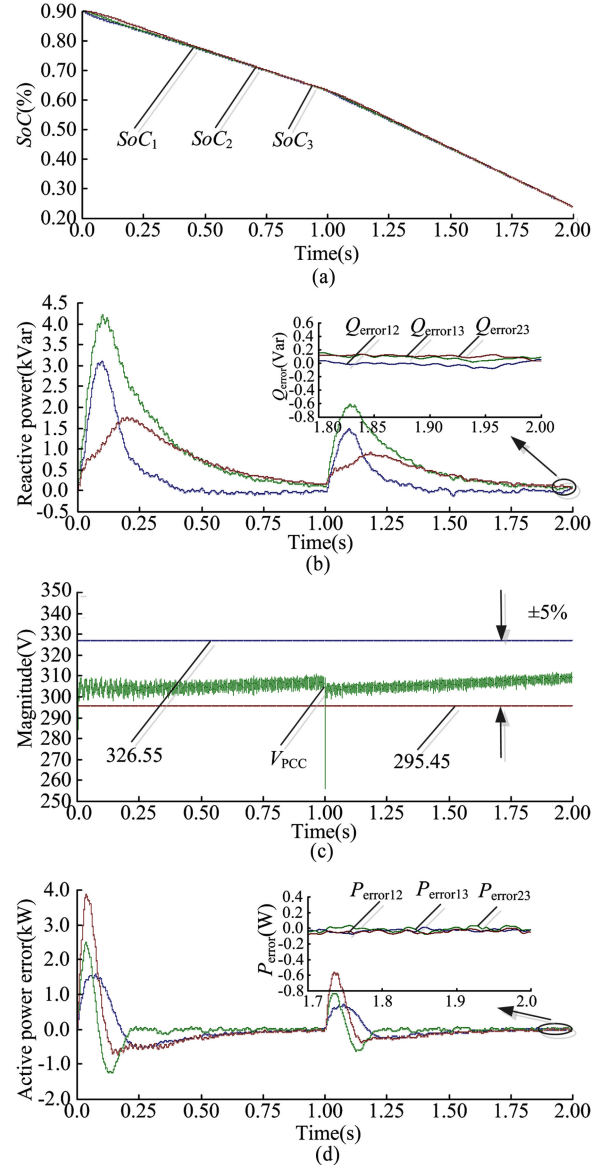 0.90
0.80
0.70
0.60
0.50
0.40
0.30
0.20
SoC(%)
SoC1 SoC2 SoC3
0.00 0.25 0.50 0.75 1.00 1.25 1.50 1.75 2.00
Time(s)
(a)
4.5
4.0
3.5
3.0
2.5
2.0
1.5
1.0
0.5
0.0
-0.5
Reactive power(kVar)
0.6
0.4
0.2
0.0
-0.2
-0.4
-0.6
-0.8
Qerror(Var)
Qerror12 Qerror13 Qerror23
1.80 1.85 1.90 1.95 2.00
0.00 0.25 0.50 0.75 1.00 1.25 1.50 1.75 2.00
Time(s)
(b)
350
340
330
320
310
300
290
280
270
260
250
Magnitude(V)
±5%
326.55 VPCC 295.45
0.00 0.25 0.50 0.75 1.00 1.25 1.50 1.75 2.00
Time(s)
(c)
4.0
3.0
2.0
1.0
0.0
-1.0
-2.0
Active power error(kW)
0.4
0.2
0.0
-0.2
-0.4
-0.6
-0.8
Perror(W)
Perror12 Perror13 Perror23
1.7 1.8 1.9 2.0
0.00 0.25 0.50 0.75 1.00 1.25 1.50 1.75 2.00
Time(s)
(d)